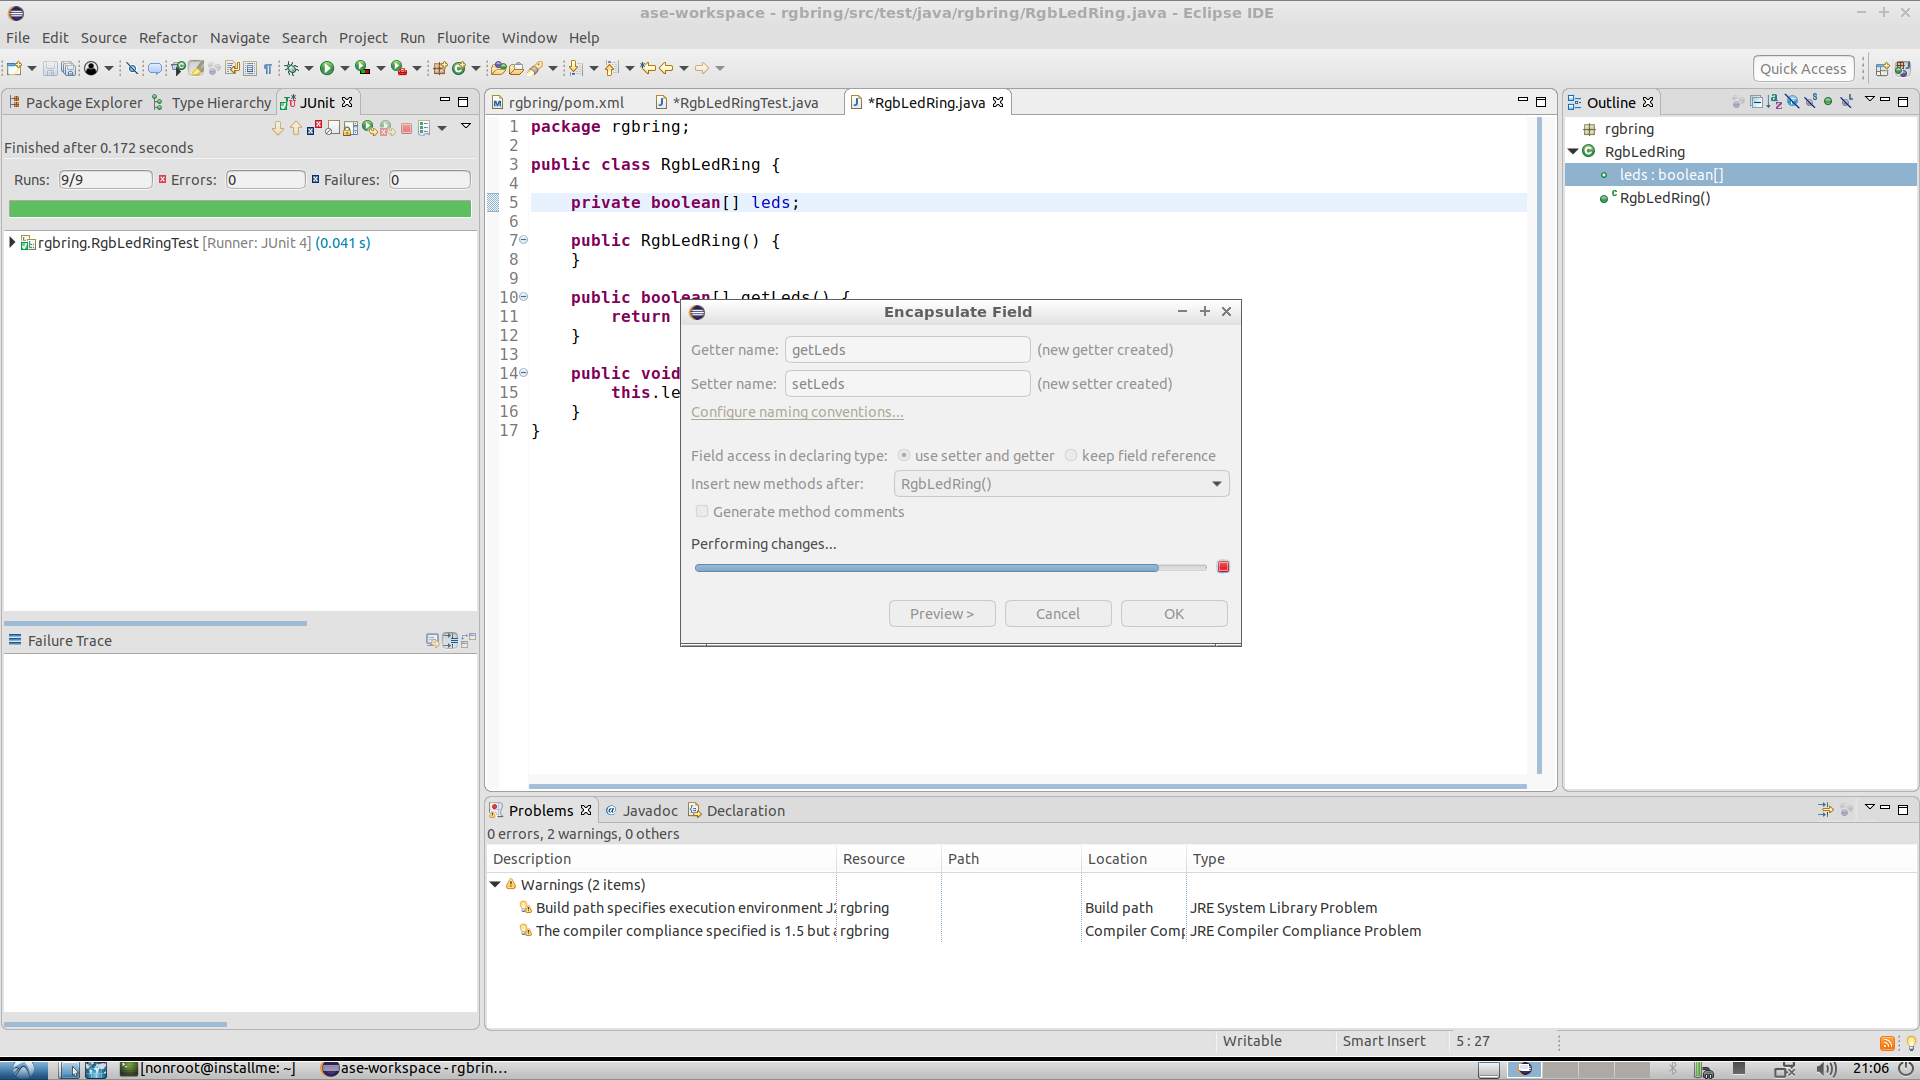 ase-workspace - rgbring/src/test/java/rgbring/RgbLedRing.java - Eclipse IDE
File Edit Source Refactor Navigate Search Project Run Fluorite Window Help
Quick Access
Package Explorer Type Hierarchy JUnit
Finished after 0.172 seconds
Runs: 9/9 Errors: 0 Failures: 0
rgbring.RgbLedRingTest [Runner: JUnit 4] (0.041 s)
Failure Trace
rgbring/pom.xml *RgbLedRingTest.java *RgbLedRing.java
1 package rgbring;
2
3 public class RgbLedRing {
4
5 private boolean[] leds;
6
7 public RgbLedRing() {
8 }
9
10 public boolean[] getLeds() {
11 return
12 }
13
14 public void
15 this.le
16 }
17 }
Encapsulate Field
Getter name: getLeds (new getter created)
Setter name: setLeds (new setter created)
Configure naming conventions...
Field access in declaring type: use setter and getter keep field reference
Insert new methods after: RgbLedRing()
Generate method comments
Performing changes...
Preview > Cancel OK
Outline
rgbring
RgbLedRing
leds : boolean[]
RgbLedRing()
Problems Javadoc Declaration
0 errors, 2 warnings, 0 others
Description Resource Path Location Type
Warnings (2 items)
Build path specifies execution environment J2 rgbring Build path JRE System Library Problem
The compiler compliance specified is 1.5 but a rgbring Compiler Comp JRE Compiler Compliance Problem
Writable Smart Insert 5 : 27
[nonroot@installme: ~] ase-workspace - rgbrin... 21:06